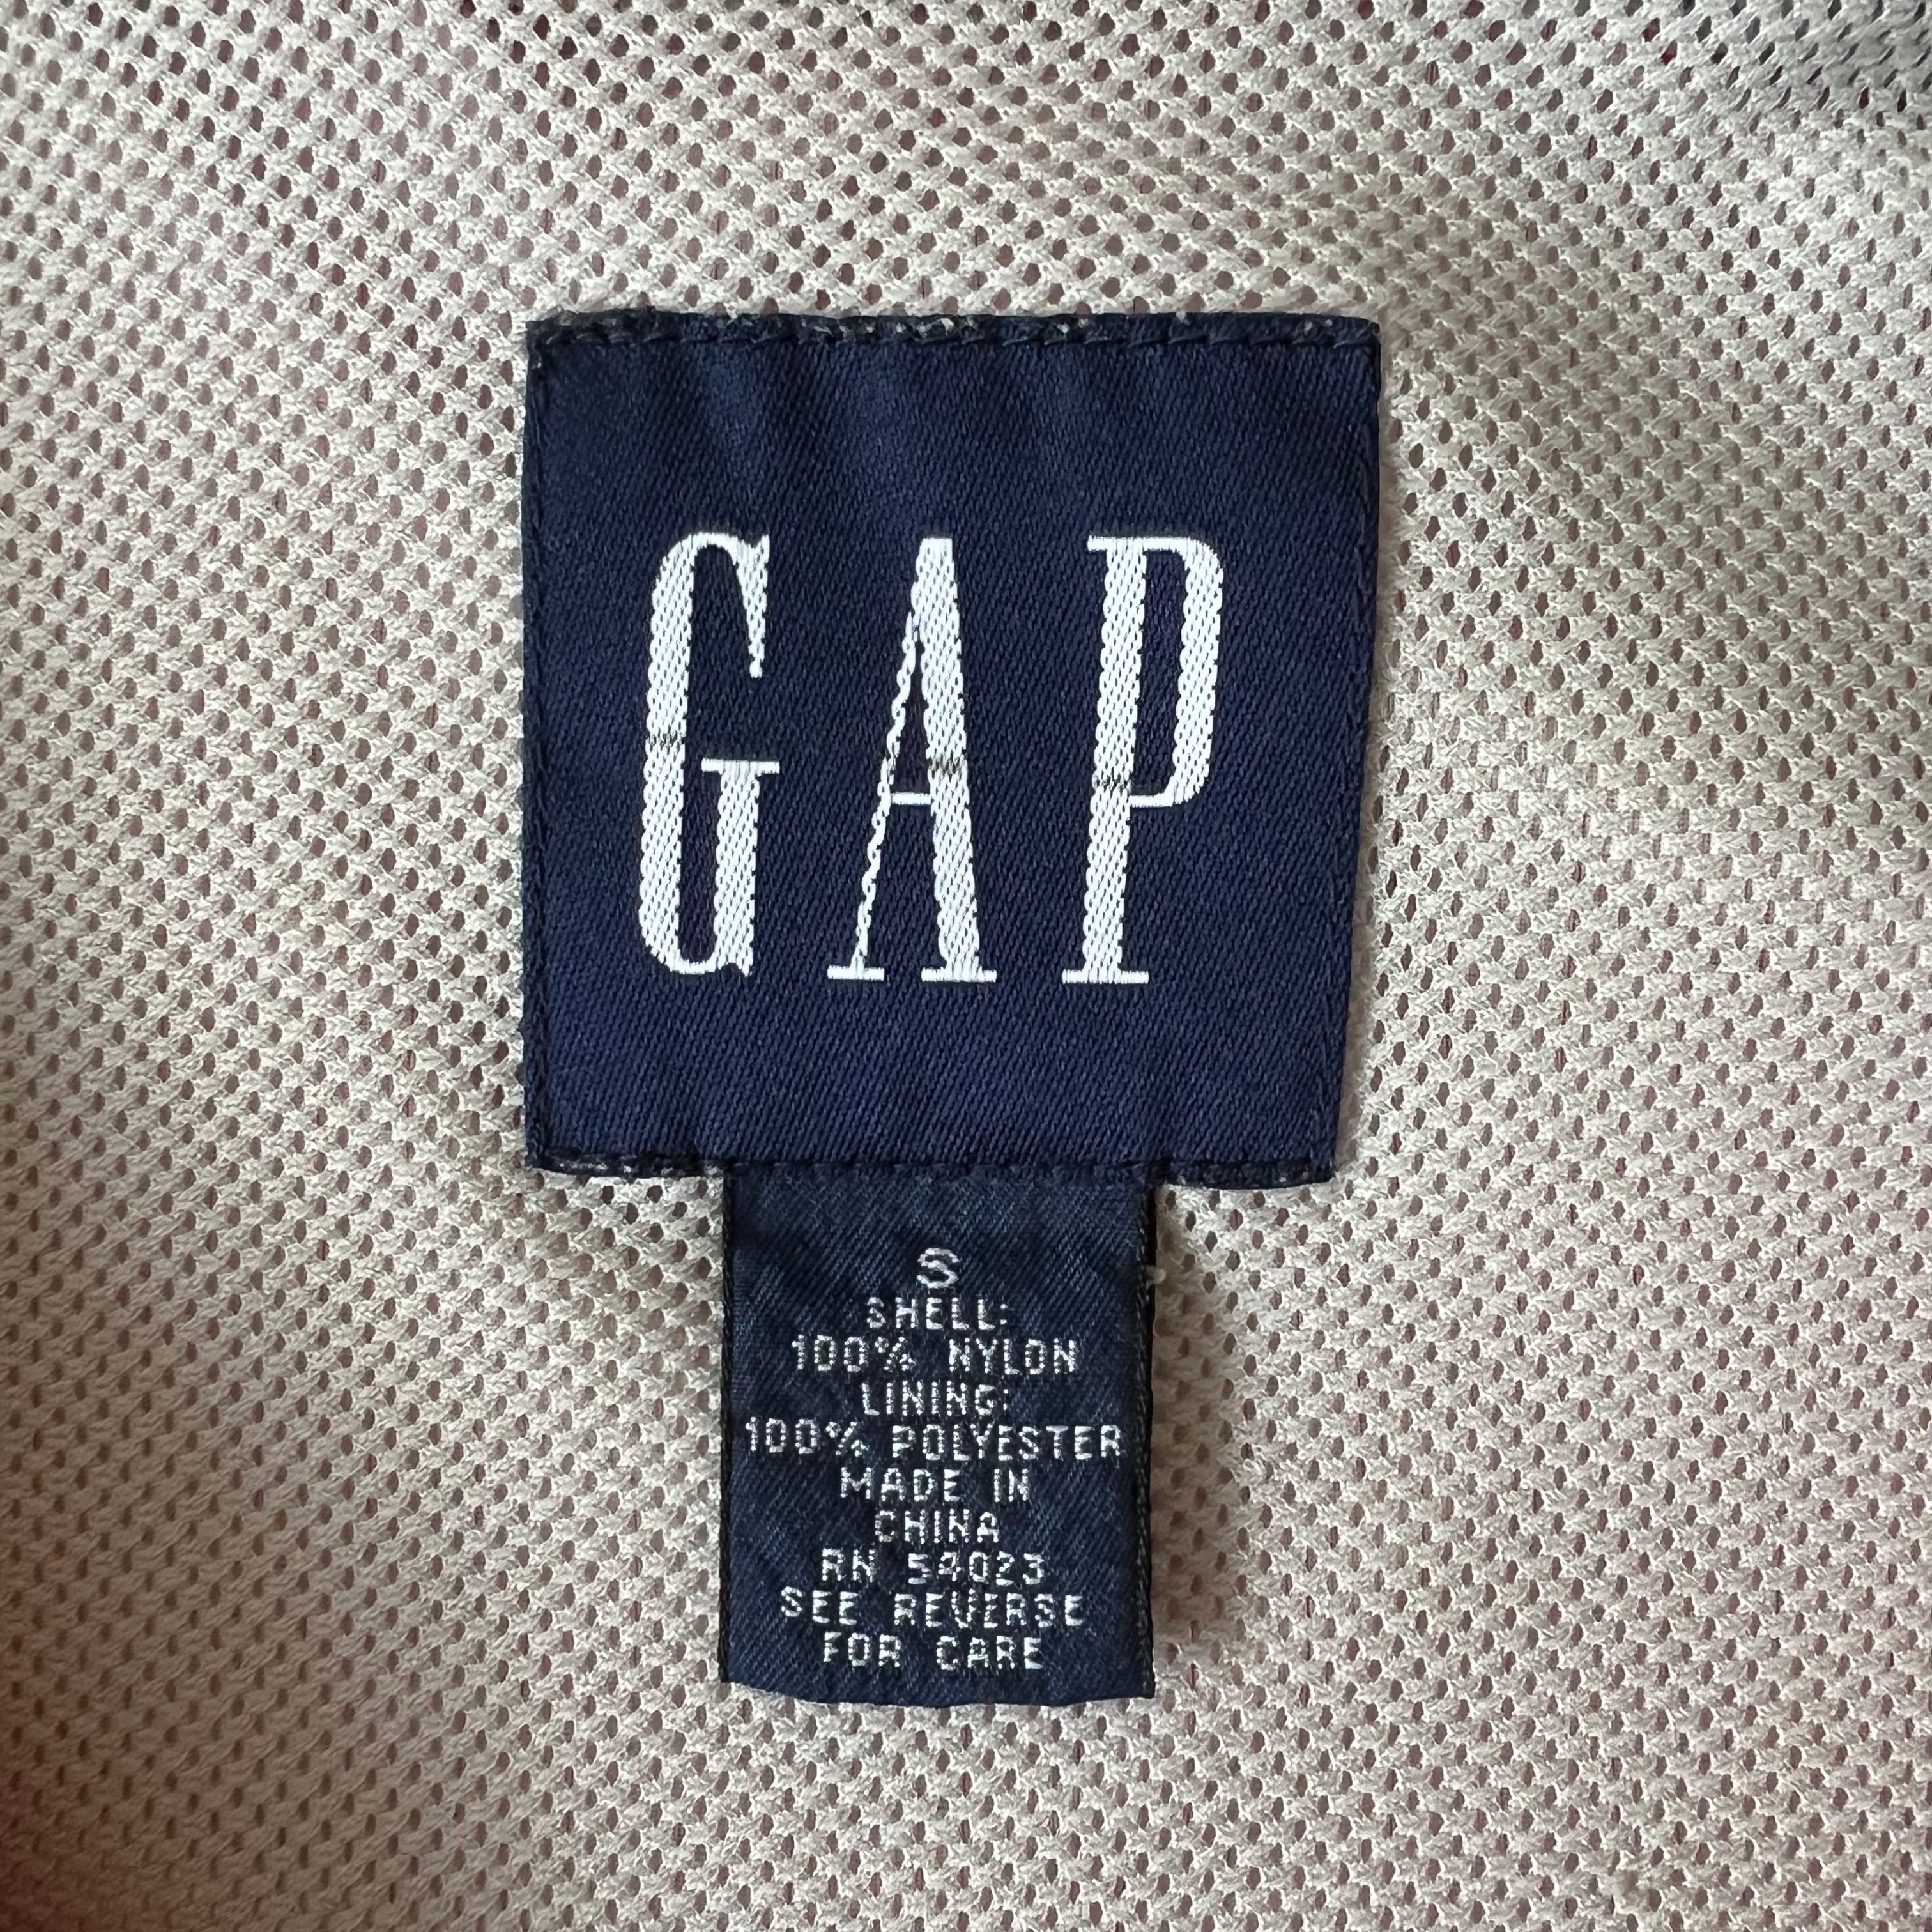 GAP
S
SHELL:
100% NYLON
LINING:
100% POLYESTER
MADE IN
CHINA
RN 54023
SEE REVERSE
FOR CARE